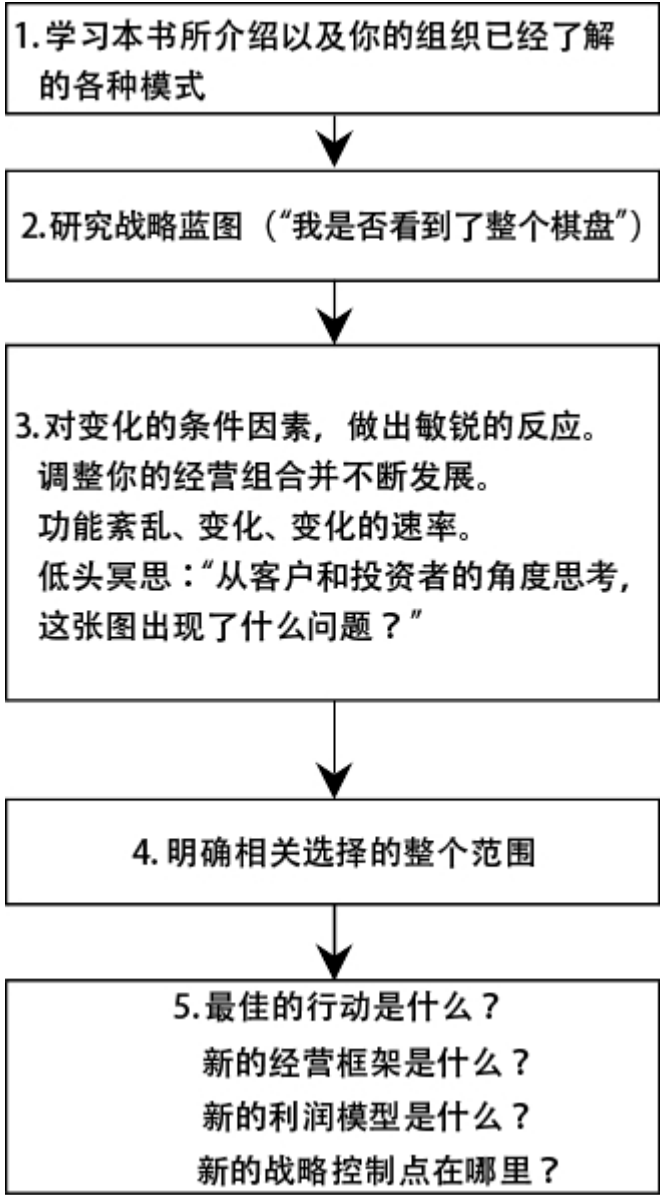 1.学习本书所介绍以及你的组织已经了解
的各种模式
2.研究战略蓝图（“我是否看到了整个棋盘”）
3.对变化的条件因素，做出敏锐的反应。
调整你的经营组合并不断发展。
功能紊乱、变化、变化的速率。
低头冥思：“从客户和投资者的角度思考，
这张图出现了什么问题？”
4.明确相关选择的整个范围
5.最佳的行动是什么？
新的经营框架是什么？
新的利润模型是什么？
新的战略控制点在哪里？